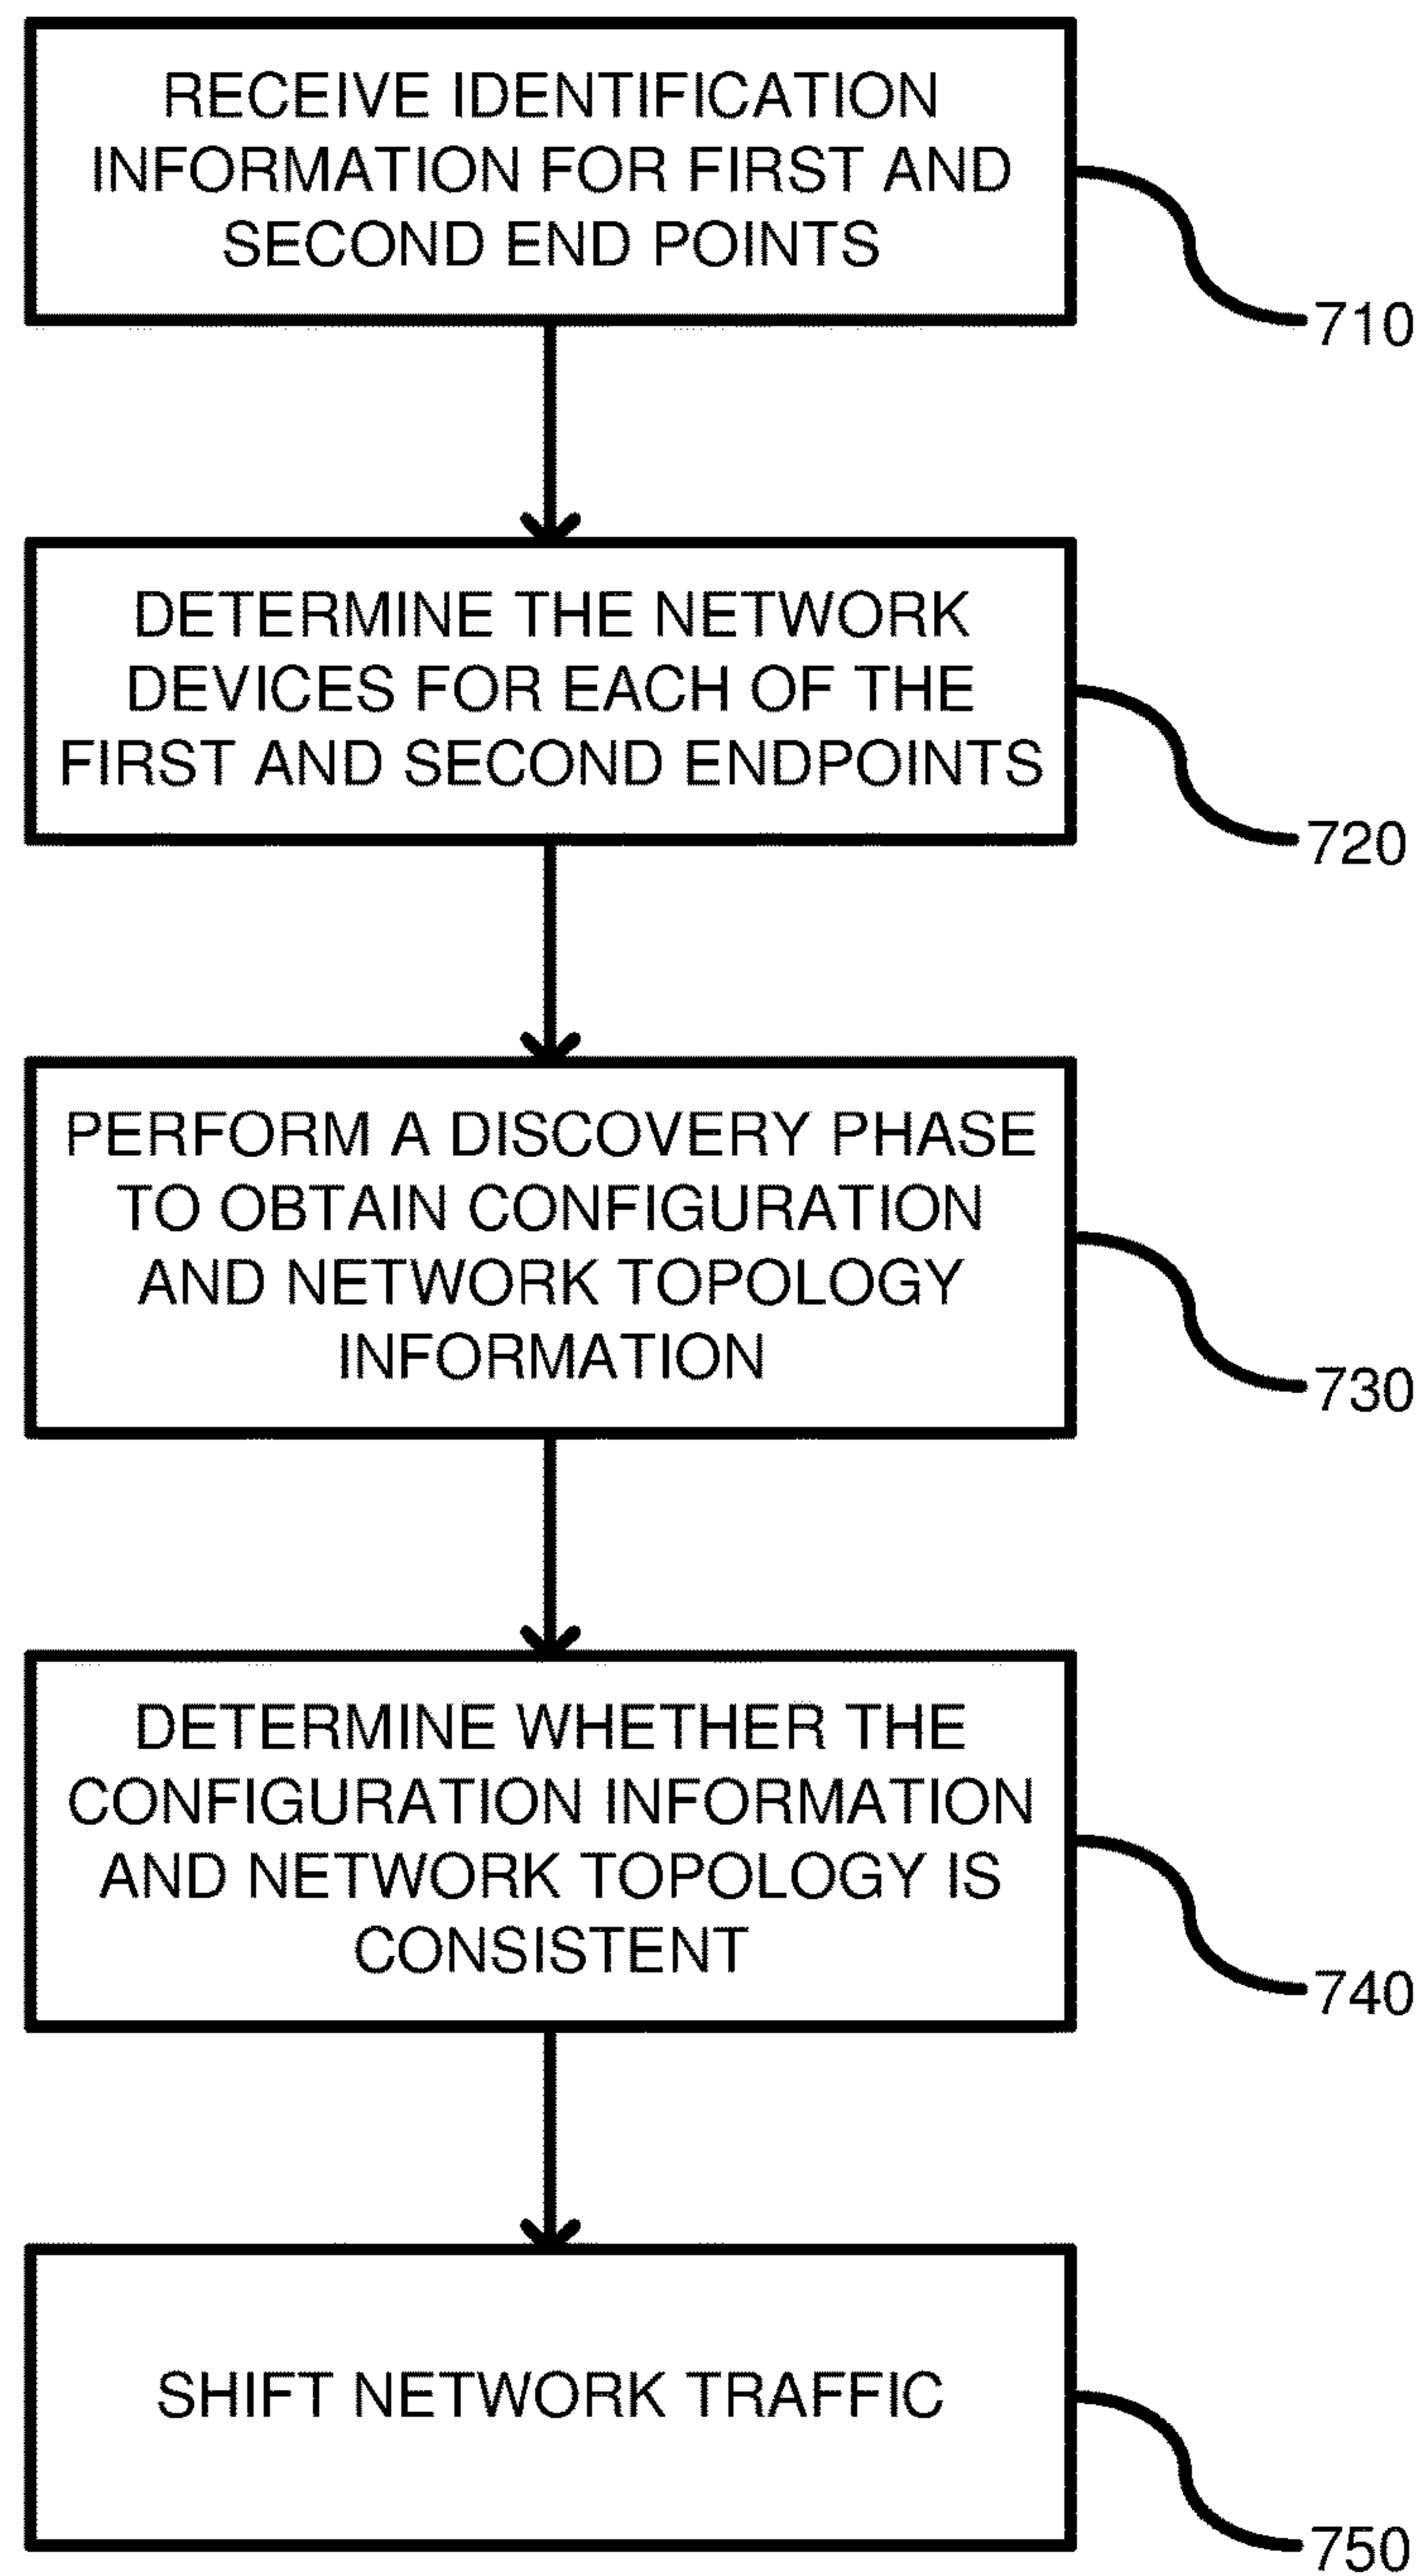 RECEIVE IDENTIFICATION
INFORMATION FOR FIRST AND
SECOND END POINTS
710
DETERMINE THE NETWORK
DEVICES FOR EACH OF THE
FIRST AND SECOND ENDPOINTS
720
PERFORM A DISCOVERY PHASE
TO OBTAIN CONFIGURATION
AND NETWORK TOPOLOGY
INFORMATION
730
DETERMINE WHETHER THE
CONFIGURATION INFORMATION
AND NETWORK TOPOLOGY IS
CONSISTENT
740
SHIFT NETWORK TRAFFIC
750